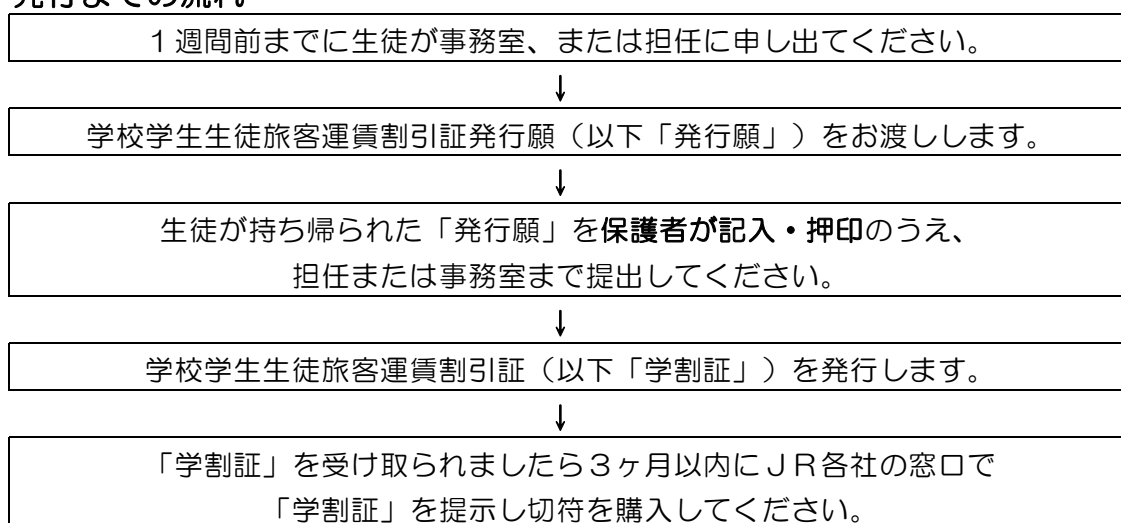 発行までの流れ
１週間前までに生徒が事務室、または担任に申し出てください。
↓
学校学生生徒旅客運賃割引証発行願（以下「発行願」）をお渡しします。
↓
生徒が持ち帰られた「発行願」を保護者が記入・押印のうえ、
担任または事務室まで提出してください。
↓
学校学生生徒旅客運賃割引証（以下「学割証」）を発行します。
↓
「学割証」を受け取られましたら３ヶ月以内にＪＲ各社の窓口で
「学割証」を提示し切符を購入してください。